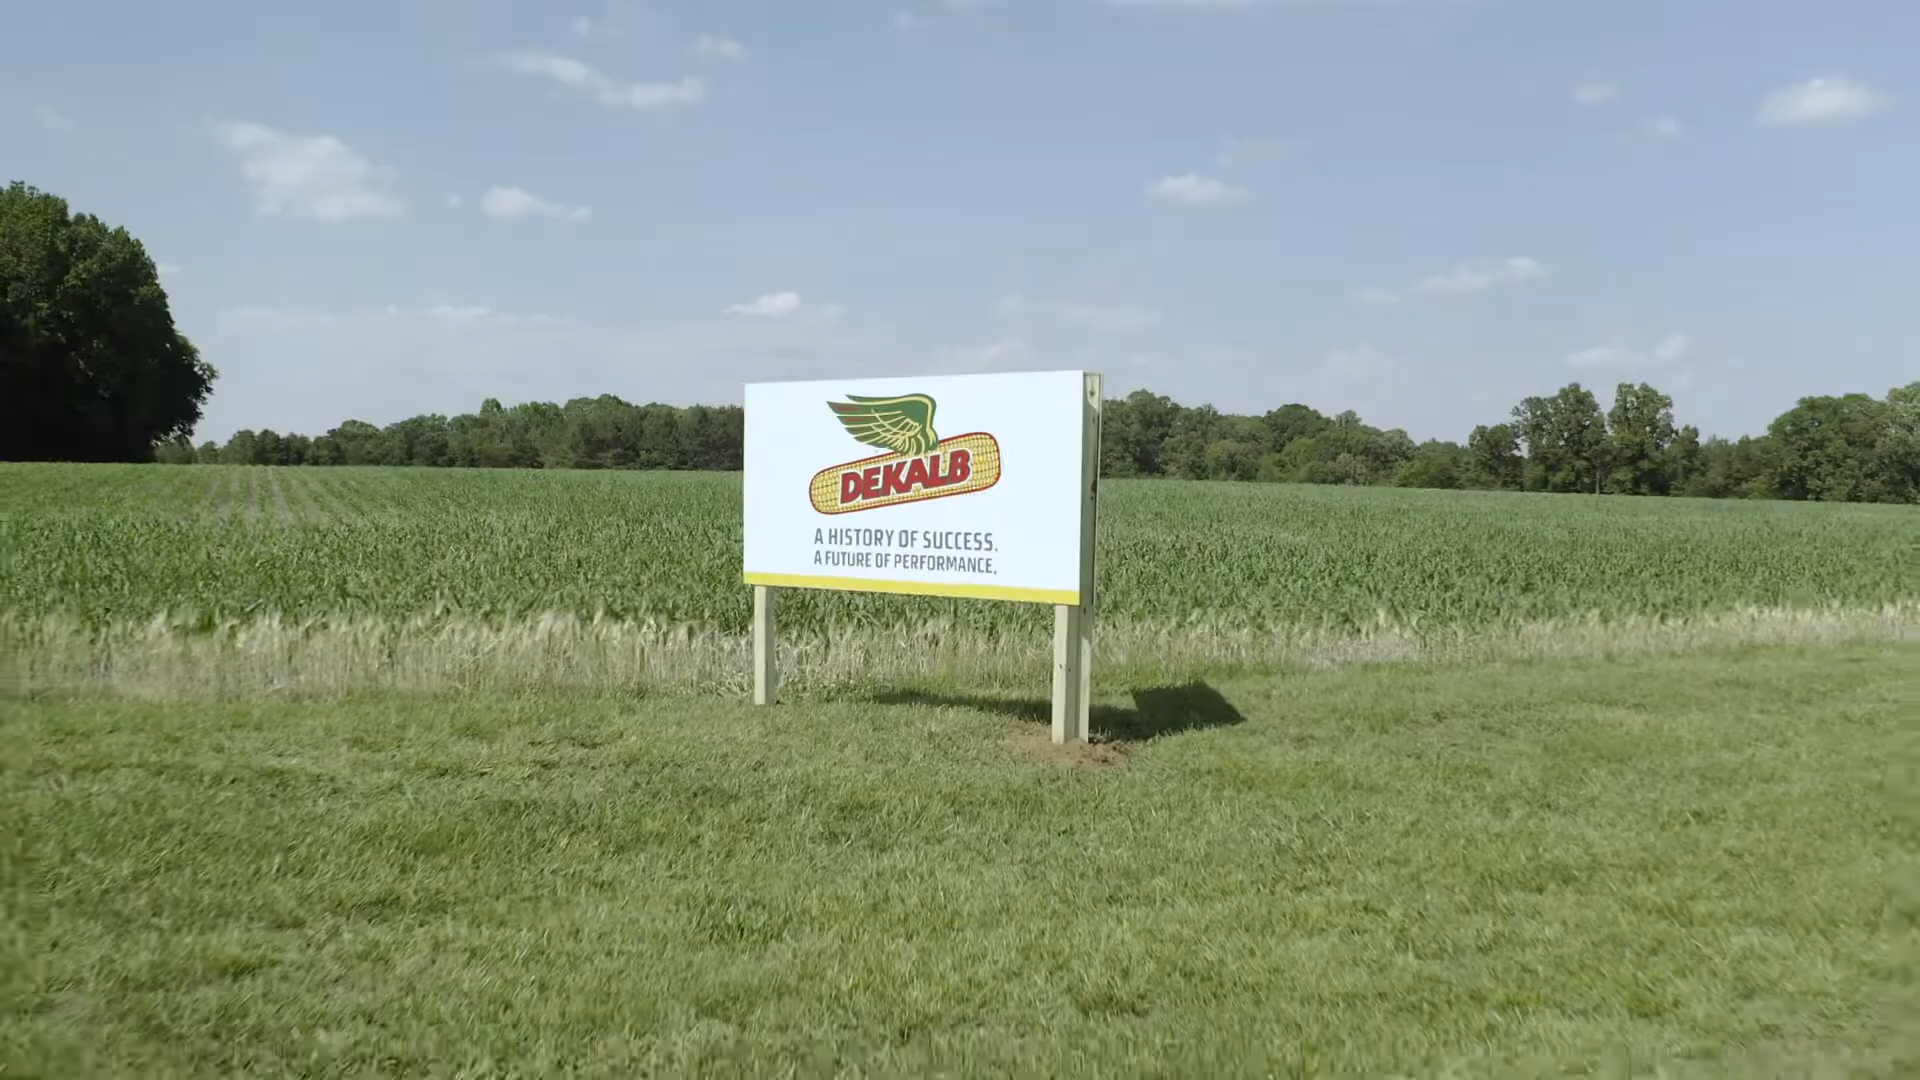 DEKALB
A HISTORY OF SUCCESS.
A FUTURE OF PERFORMANCE.